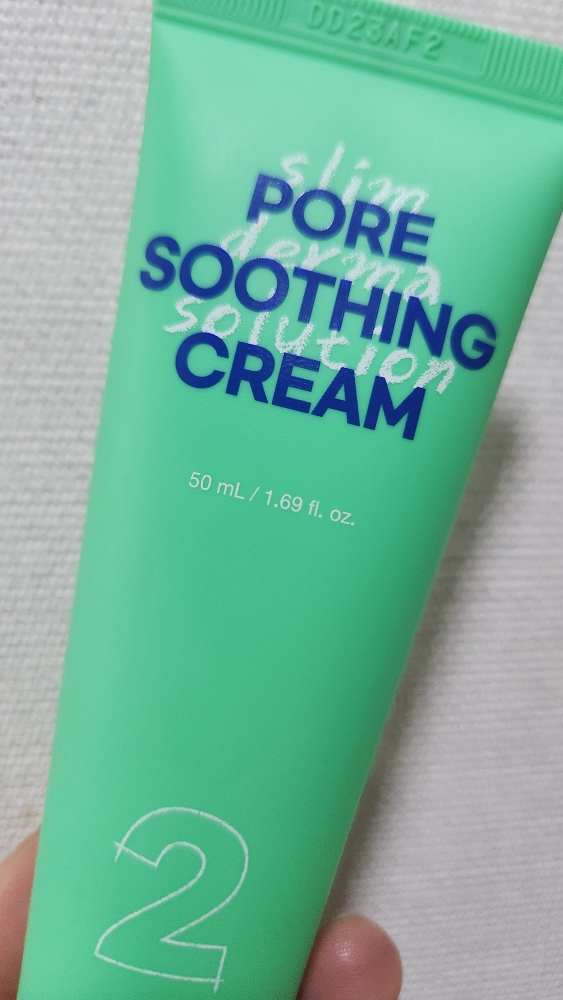 DD23AF2
slim
PORE
derma
SOOTHING
solution
CREAM
50 mL / 1.69 fl. oz.
2